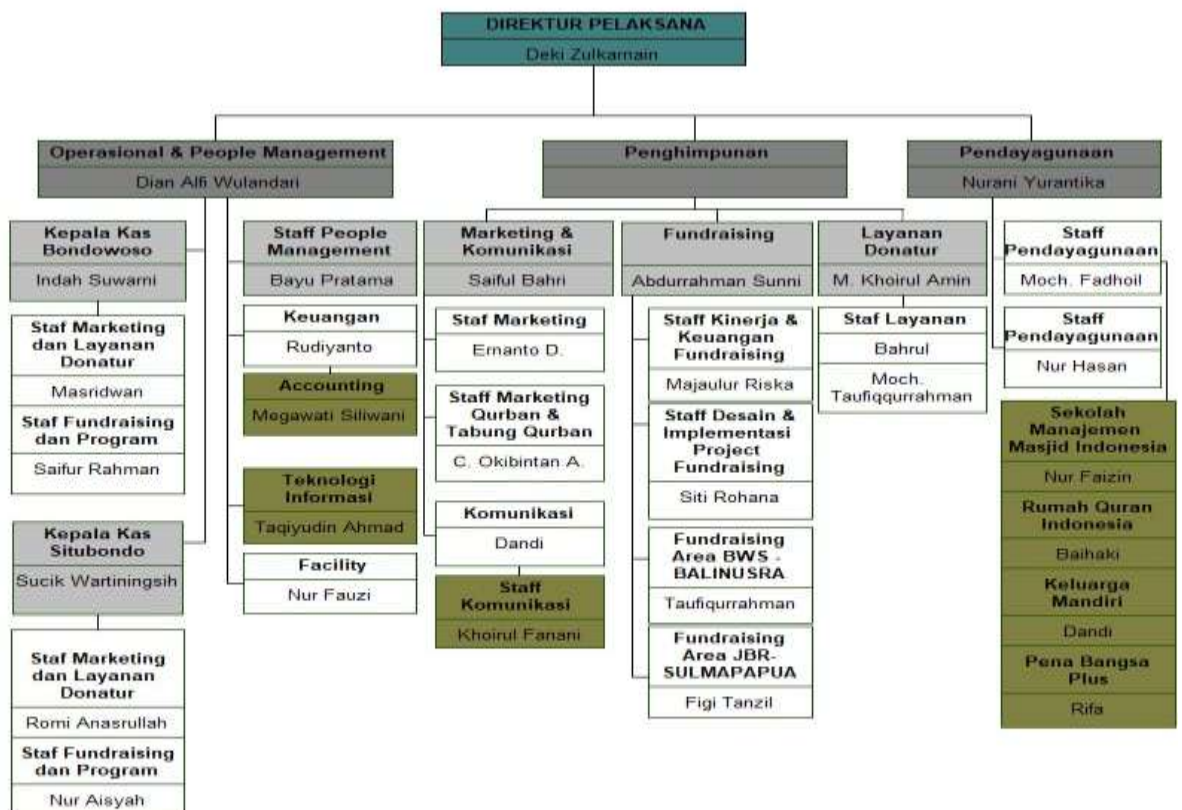 DIREKTUR PELAKSANA
Deki Zulkarnain
Operasional & People Management
Dian Alfi Wulandari
Penghimpunan
Pendayagunaan
Nurani Yurantika
Kepala Kas
Bondowoso
Indah Suwarni
Staf Marketing
dan Layanan
Donatur
Masridwan
Staf Fundraising
dan Program
Saifur Rahman
Kepala Kas
Situbondo
Sucik Wartiningsih
Staf Marketing
dan Layanan
Donatur
Romi Anasrullah
Staf Fundraising
dan Program
Nur Aisyah
Staff People
Management
Bayu Pratama
Keuangan
Rudiyanto
Accounting
Megawati Siliwani
Teknologi
Informasi
Taqiyudin Ahmad
Facility
Nur Fauzi
Marketing &
Komunikasi
Saiful Bahri
Staf Marketing
Ernanto D.
Staff Marketing
Qurban &
Tabung Qurban
C. Okibintan A.
Komunikasi
Dandi
Staff
Komunikasi
Khoirul Fanani
Fundraising
Abdurrahman Sunni
Staff Kinerja &
Keuangan
Fundraising
Majaulur Riska
Staff Desain &
Implementasi
Project
Fundraising
Siti Rohana
Fundraising
Area BWS -
BALINUSRA
Taufiqurrahman
Fundraising
Area JBR-
SULMAPAPUA
Figi Tanzil
Layanan
Donatur
M. Khoirul Amin
Staf Layanan
Bahrul
Moch.
Taufiqqurrahman
Staff
Pendayagunaan
Moch. Fadhoil
Staff
Pendayagunaan
Nur Hasan
Sekolah
Manajemen
Masjid Indonesia
Nur Faizin
Rumah Quran
Indonesia
Baihaki
Keluarga
Mandiri
Dandi
Pena Bangsa
Plus
Rifa